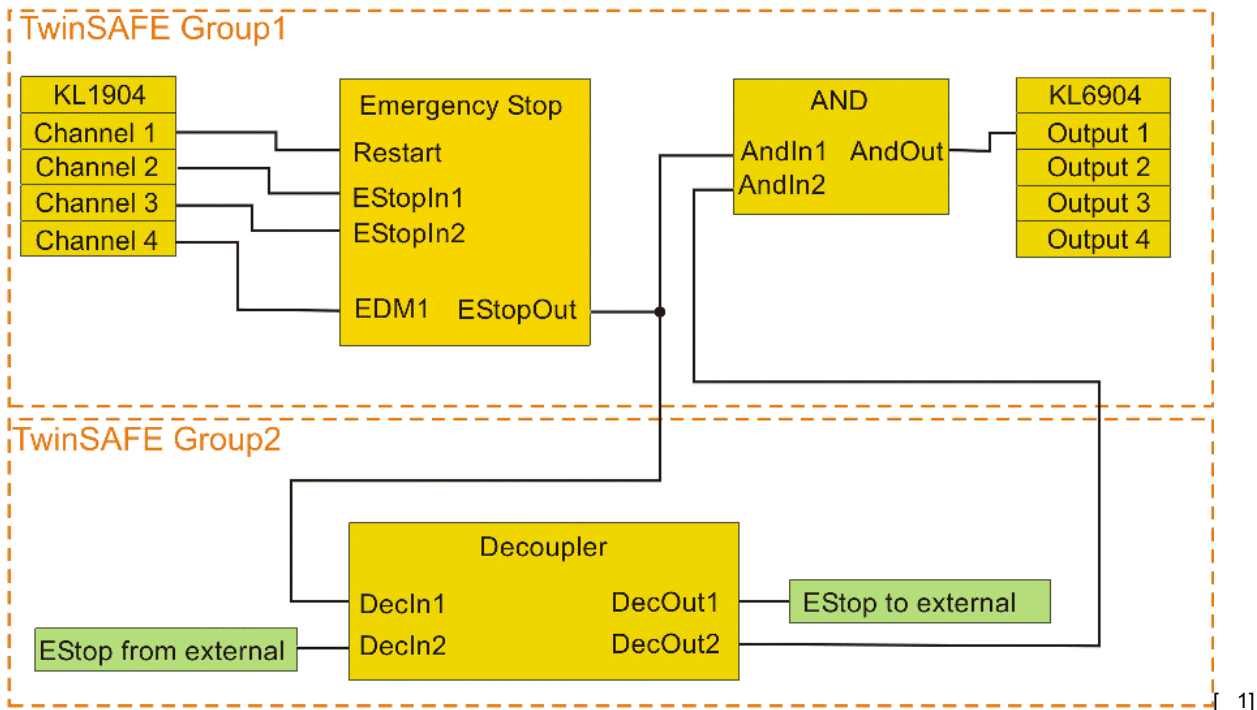 TwinSAFE Group1
KL1904
Channel 1
Channel 2
Channel 3
Channel 4
Emergency Stop
Restart
EStopIn1
EStopIn2
EDM1 EStopOut
AND
AndIn1 AndOut
AndIn2
KL6904
Output 1
Output 2
Output 3
Output 4
TwinSAFE Group2
Decoupler
DecIn1 DecOut1
DecIn2 DecOut2
EStop to external
EStop from external
[ 1]